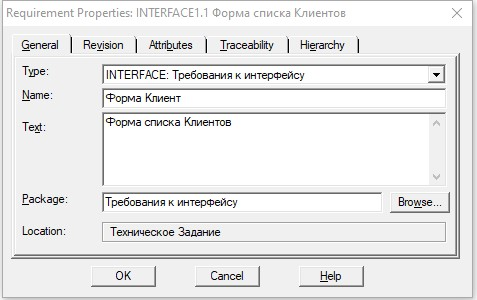 Requirement Properties: INTERFACE1.1 Форма списка Клиентов
General Revision Attributes Traceability Hierarchy
Type: INTERFACE: Требования к интерфейсу
Name: Форма Клиент
Text: Форма списка Клиентов
Package: Требования к интерфейсу Browse...
Location: Техническое Задание
OK Cancel Help